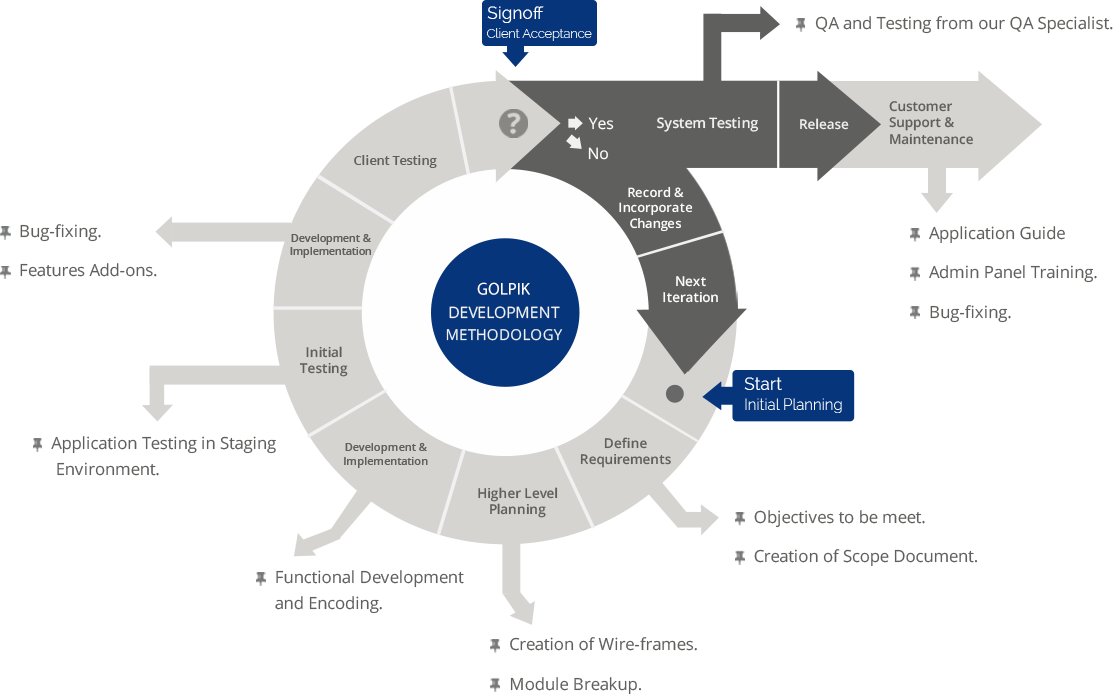 Signoff
Client Acceptance
QA and Testing from our QA Specialist.
?
Yes
No
System Testing
Release
Customer
Support &
Maintenance
Client Testing
Record &
Incorporate
Changes
Bug-fixing.
Features Add-ons.
Development &
Implementation
Application Guide
Admin Panel Training.
Bug-fixing.
GOLPIK
DEVELOPMENT
METHODOLOGY
Next
Iteration
Initial
Testing
Start
Initial Planning
Application Testing in Staging
Environment.
Development &
Implementation
Define
Requirements
Higher Level
Planning
Objectives to be meet.
Creation of Scope Document.
Functional Development
and Encoding.
Creation of Wire-frames.
Module Breakup.